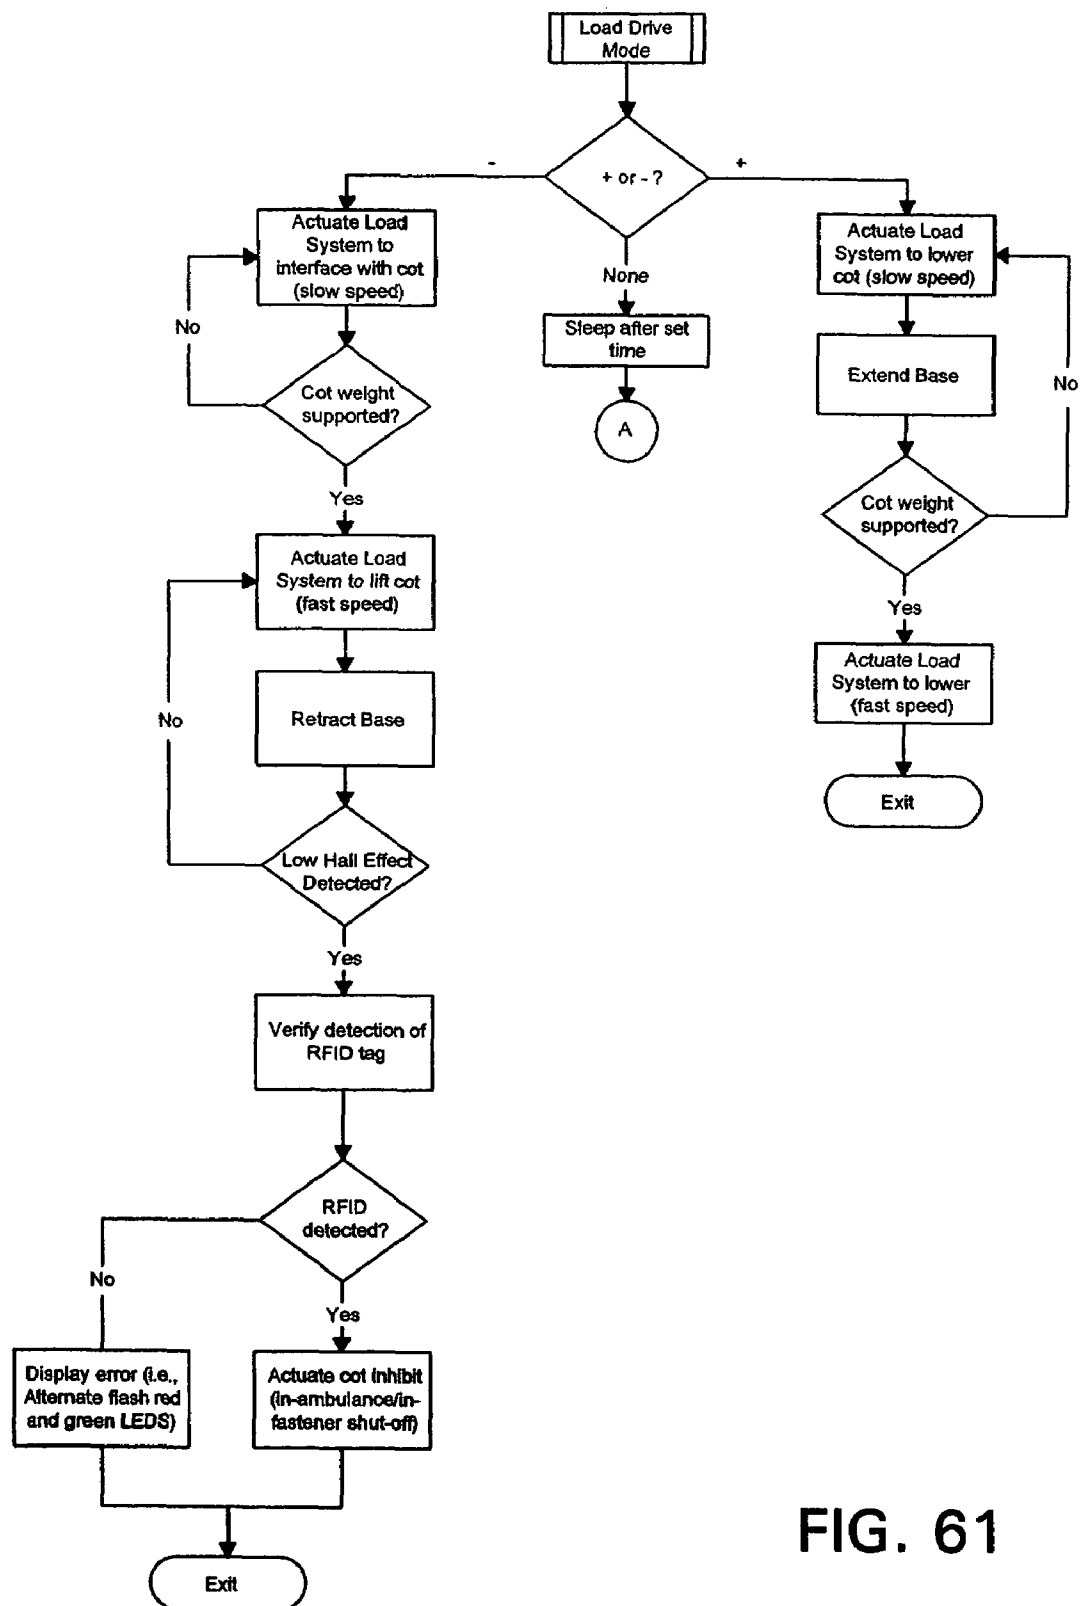 Load Drive
Mode
+ or - ?
-
+
None
Sleep after set
time
A
Actuate Load
System to
interface with cot
(slow speed)
No
Cot weight
supported?
Yes
Actuate Load
System to lift cot
(fast speed)
Retract Base
No
Low Hall Effect
Detected?
Yes
Verify detection of
RFID tag
RFID
detected?
No
Yes
Display error (i.e.,
Alternate flash red
and green LEDS)
Actuate cot inhibit
(in-ambulance/in-
fastener shut-off)
Exit
Actuate Load
System to lower
cot (slow speed)
Extend Base
No
Cot weight
supported?
Yes
Actuate Load
System to lower
(fast speed)
Exit
FIG. 61